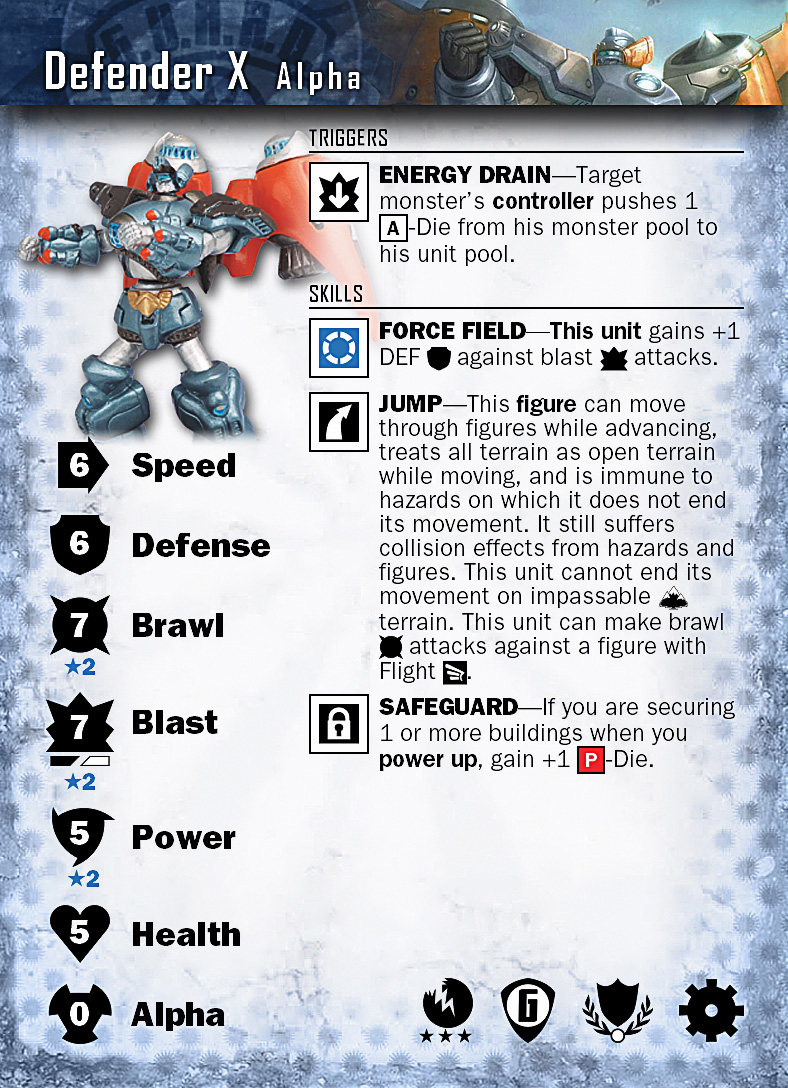 Defender X Alpha
TRIGGERS
ENERGY DRAIN—Target
monster's controller pushes 1
A-Die from his monster pool to
his unit pool.
SKILLS
FORCE FIELD—This unit gains +1
DEF against blast attacks.
JUMP—This figure can move
through figures while advancing,
treats all terrain as open terrain
while moving, and is immune to
hazards on which it does not end
its movement. It still suffers
collision effects from hazards and
figures. This unit cannot end its
movement on impassable
terrain. This unit can make brawl
attacks against a figure with
Flight .
SAFEGUARD—If you are securing
1 or more buildings when you
power up, gain +1 P-Die.
6 Speed
6 Defense
7 Brawl
★2
7 Blast
★2
5 Power
★2
5 Health
0 Alpha
★★★
G